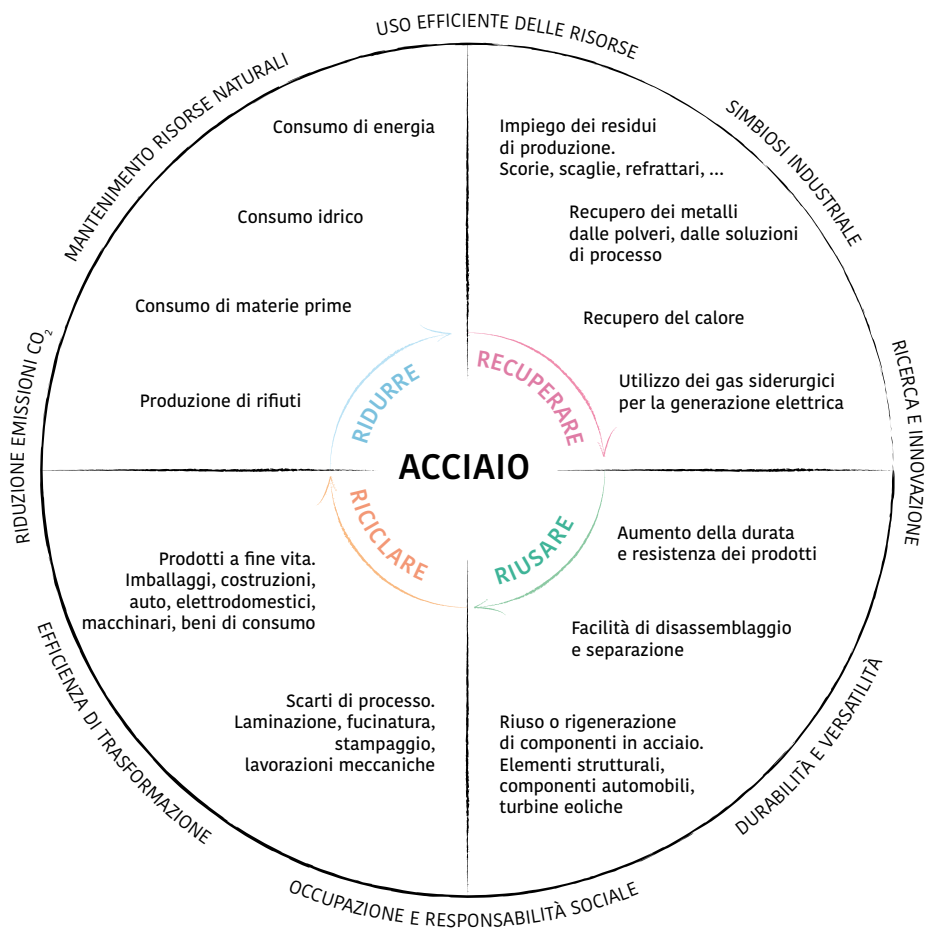 USO EFFICIENTE DELLE RISORSE
MANTENIMENTO RISORSE NATURALI
SIMBIOSI INDUSTRIALE
Consumo di energia
Consumo idrico
Consumo di materie prime
Produzione di rifiuti
Impiego dei residui
di produzione.
Scorie, scaglie, refrattari, ...
Recupero dei metalli
dalle polveri, dalle soluzioni
di processo
Recupero del calore
Utilizzo dei gas siderurgici
per la generazione elettrica
RIDUZIONE EMISSIONI CO₂
RICERCA E INNOVAZIONE
RIDURRE
RECUPERARE
ACCIAIO
RICICLARE
RIUSARE
Prodotti a fine vita.
Imballaggi, costruzioni,
auto, elettrodomestici,
macchinari, beni di consumo
Scarti di processo.
Laminazione, fucinatura,
stampaggio,
lavorazioni meccaniche
Aumento della durata
e resistenza dei prodotti
Facilità di disassemblaggio
e separazione
Riuso o rigenerazione
di componenti in acciaio.
Elementi strutturali,
componenti automobili,
turbine eoliche
EFFICIENZA DI TRASFORMAZIONE
DURABILITÀ E VERSATILITÀ
OCCUPAZIONE E RESPONSABILITÀ SOCIALE